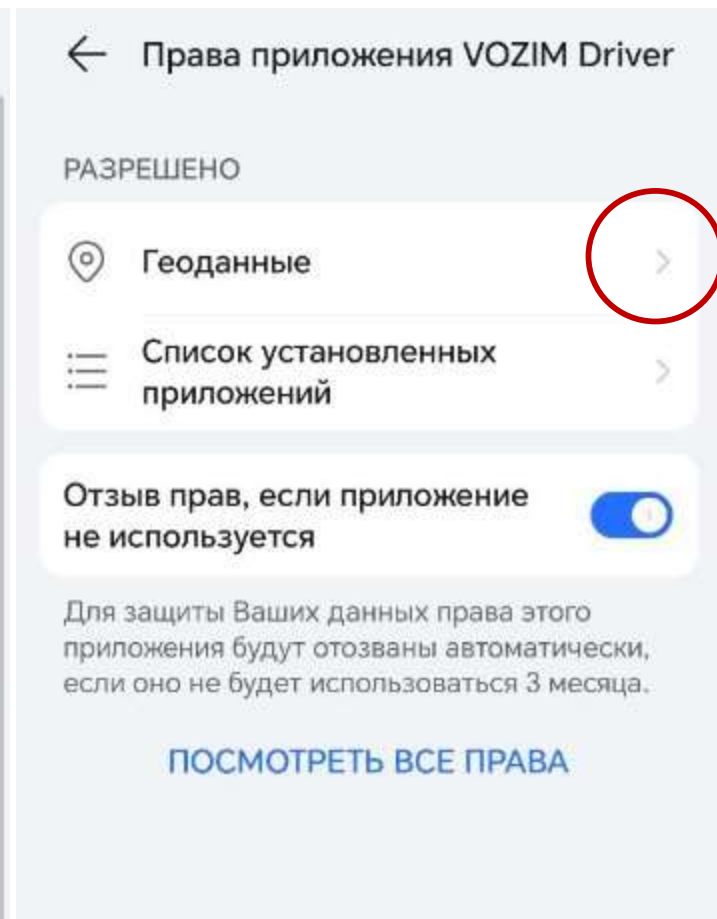 Права приложения VOZIM Driver
РАЗРЕШЕНО
Геоданные
Список установленных
приложений
Отзыв прав, если приложение
не используется
Для защиты Ваших данных права этого
приложения будут отозваны автоматически,
если оно не будет использоваться 3 месяца.
ПОСМОТРЕТЬ ВСЕ ПРАВА